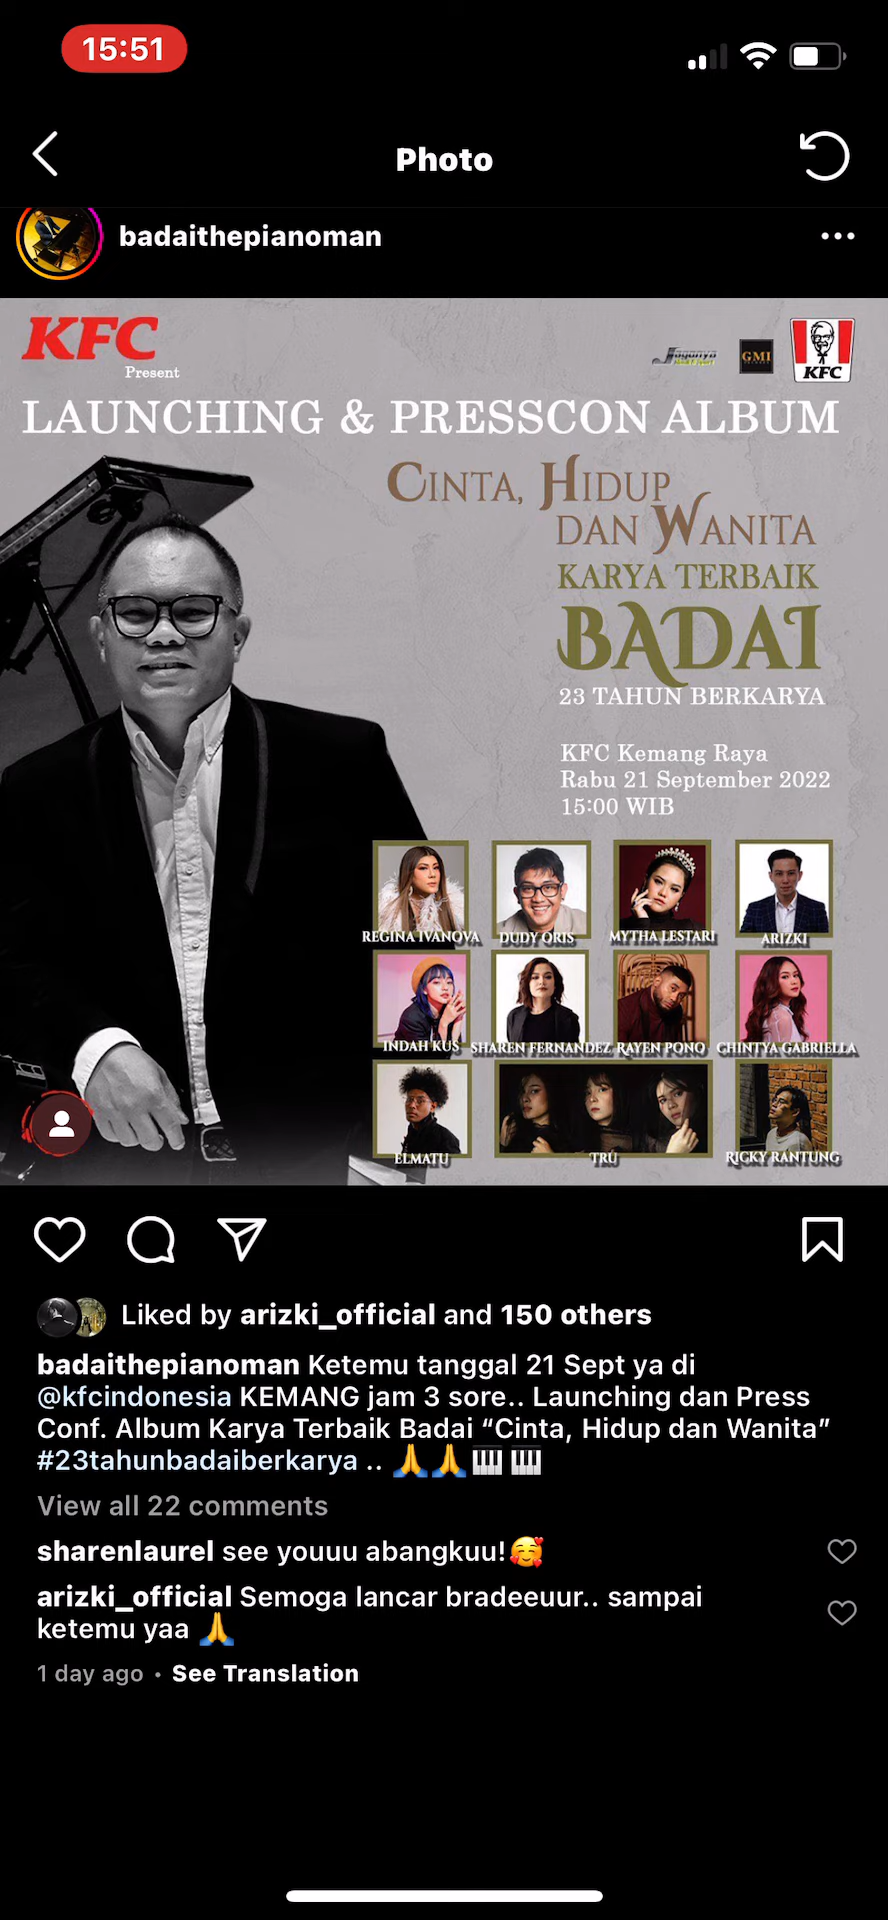 15:51
Photo
badaithepianoman
KFC
Present
GMI
KFC
LAUNCHING & PRESSCON ALBUM
CINTA, HIDUP
DAN WANITA
KARYA TERBAIK
BADAI
23 TAHUN BERKARYA
KFC Kemang Raya
Rabu 21 September 2022
15:00 WIB
REGINA IVANOVA DUDY ORIS MYTHA LESTARI ARIZKI
INDAH KUS SHAREN FERNANDEZ RAYEN PONO CHINTYA GABRIELLA
ELMATU TRÜ RICKY RANTUNG
Liked by arizki_official and 150 others
badaithepianoman Ketemu tanggal 21 Sept ya di
@kfcindonesia KEMANG jam 3 sore.. Launching dan Press
Conf. Album Karya Terbaik Badai “Cinta, Hidup dan Wanita”
#23tahunbadaiberkarya .. 🙏🙏🎹🎹
View all 22 comments
sharenlaurel see youuu abangkuu!🥰
arizki_official Semoga lancar bradeeuur.. sampai
ketemu yaa 🙏
1 day ago • See Translation